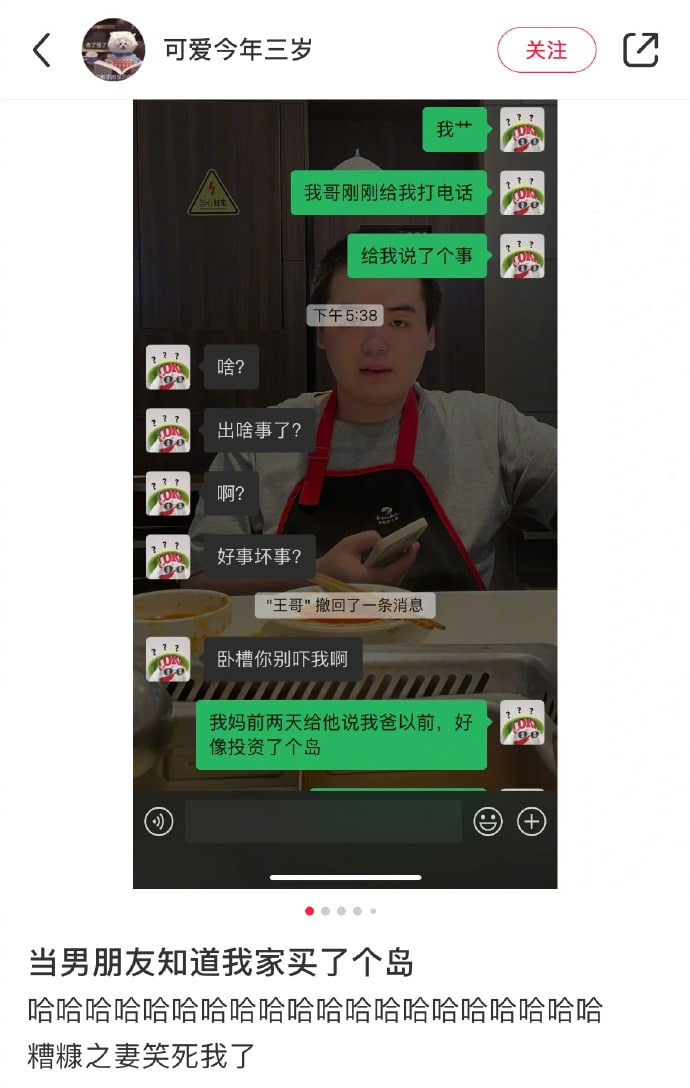 可爱今年三岁
关注
我艹
我哥刚刚给我打电话
给我说了个事
下午5:38
啥?
出啥事了?
啊?
好事坏事?
"王哥" 撤回了一条消息
卧槽你别吓我啊
我妈前两天给他说我爸以前，好
像投资了个岛
当男朋友知道我家买了个岛
哈哈哈哈哈哈哈哈哈哈哈哈哈哈哈哈哈哈哈哈
糟糠之妻笑死我了